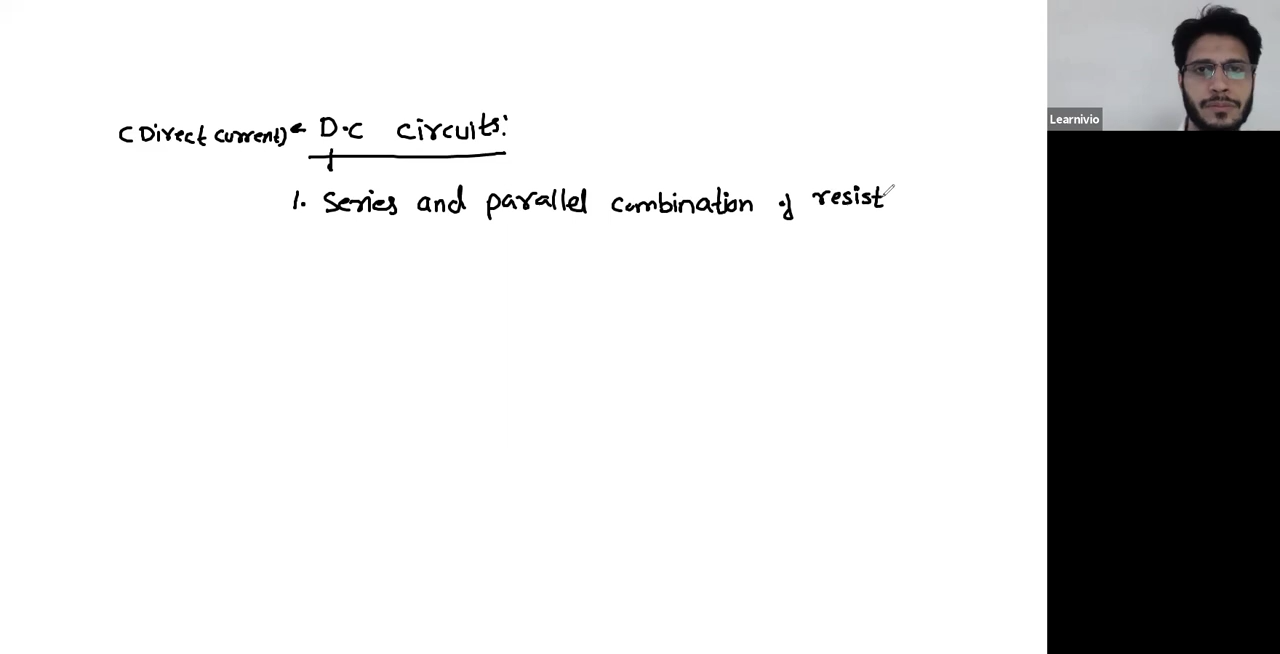 (Direct current) ← D.C circuits:
1. Series and parallel combination of resist
Learnivio